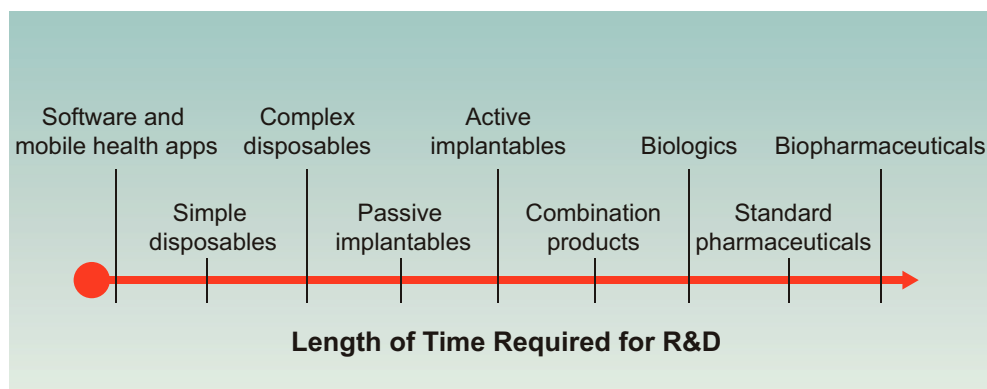 Software and
mobile health apps
Simple
disposables
Complex
disposables
Passive
implantables
Active
implantables
Combination
products
Biologics
Standard
pharmaceuticals
Biopharmaceuticals
Length of Time Required for R&D